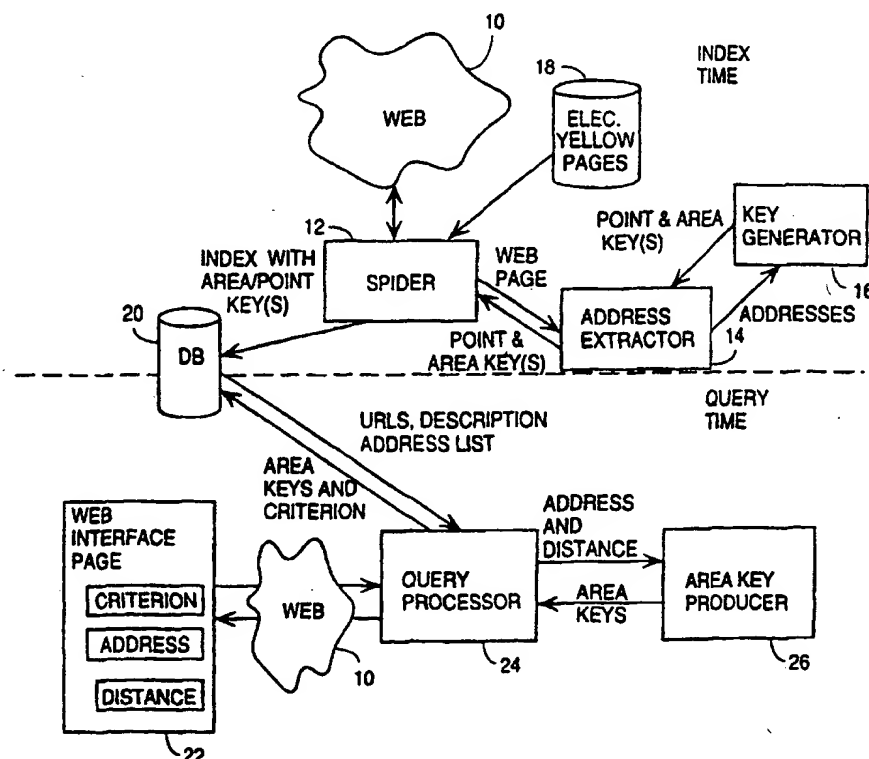 10
INDEX
TIME
18
WEB
ELEC.
YELLOW
PAGES
12
POINT & AREA
KEY(S)
KEY
GENERATOR
16
INDEX WITH
AREA/POINT
KEY(S)
SPIDER
WEB
PAGE
20
ADDRESS
EXTRACTOR
ADDRESSES
14
POINT &
AREA KEY(S)
DB
QUERY
TIME
URLS, DESCRIPTION
ADDRESS LIST
AREA
KEYS AND
CRITERION
WEB
INTERFACE
PAGE
ADDRESS
AND
DISTANCE
CRITERION
ADDRESS
DISTANCE
WEB
QUERY
PROCESSOR
AREA
KEYS
AREA KEY
PRODUCER
10
24
26
22